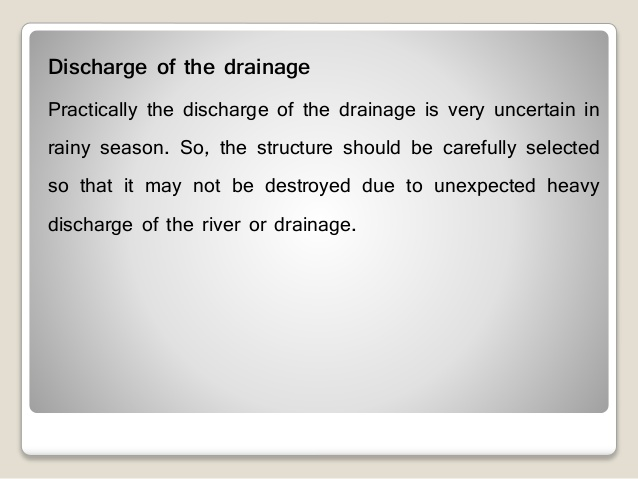 Discharge of the drainage
Practically the discharge of the drainage is very uncertain in
rainy season. So, the structure should be carefully selected
so that it may not be destroyed due to unexpected heavy
discharge of the river or drainage.